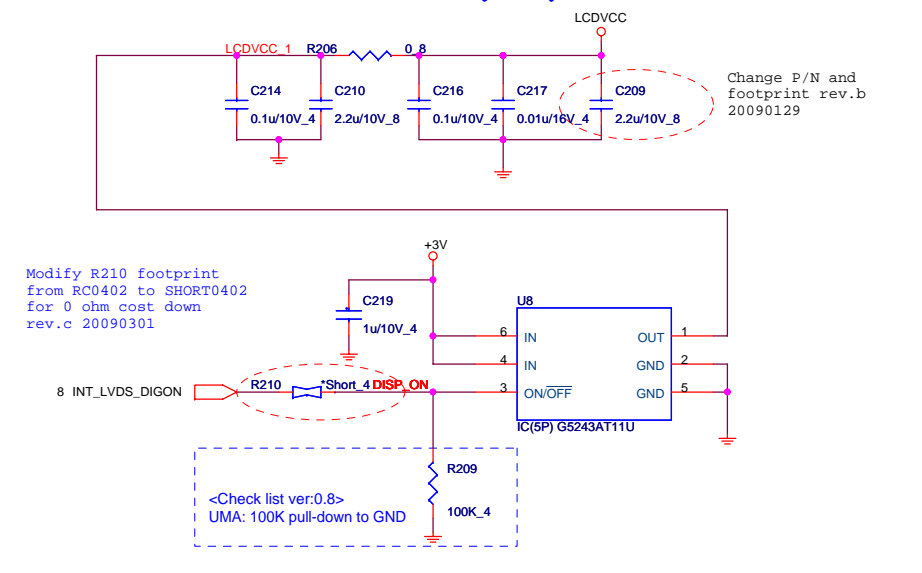 LCDVCC
LCDVCC_1 R206 0_8
C214 C210 C216 C217 C209
0.1u/10V_4 2.2u/10V_8 0.1u/10V_4 0.01u/16V_4 2.2u/10V_8
Change P/N and
footprint rev.b
20090129
+3V
Modify R210 footprint
from RC0402 to SHORT0402
for 0 ohm cost down
rev.c 20090301
C219
1u/10V_4
U8
6 IN OUT 1
4 IN GND 2
3 ON/OFF GND 5
IC(5P) G5243AT11U
8 INT_LVDS_DIGON R210 *Short_4 DISP_ON
R209
100K_4
<Check list ver:0.8>
UMA: 100K pull-down to GND